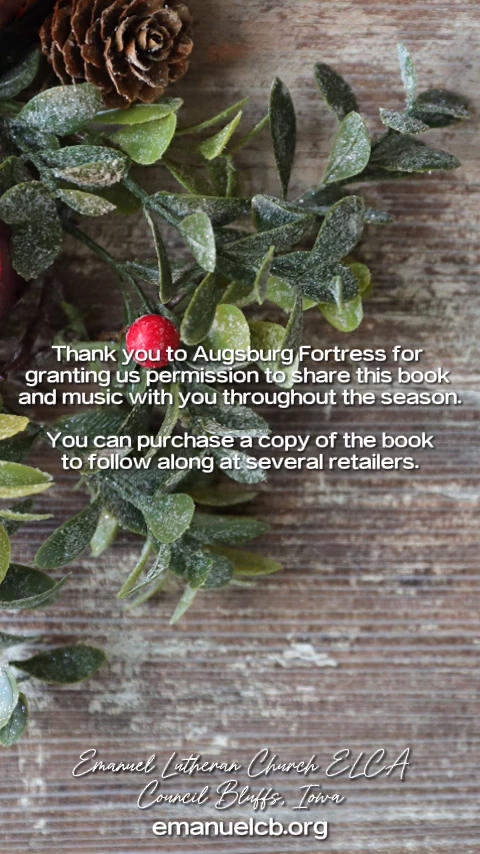 Thank you to Augsburg Fortress for
granting us permission to share this book
and music with you throughout the season.
You can purchase a copy of the book
to follow along at several retailers.
Emanuel Lutheran Church ELCA
Council Bluffs, Iowa
emanuelcb.org